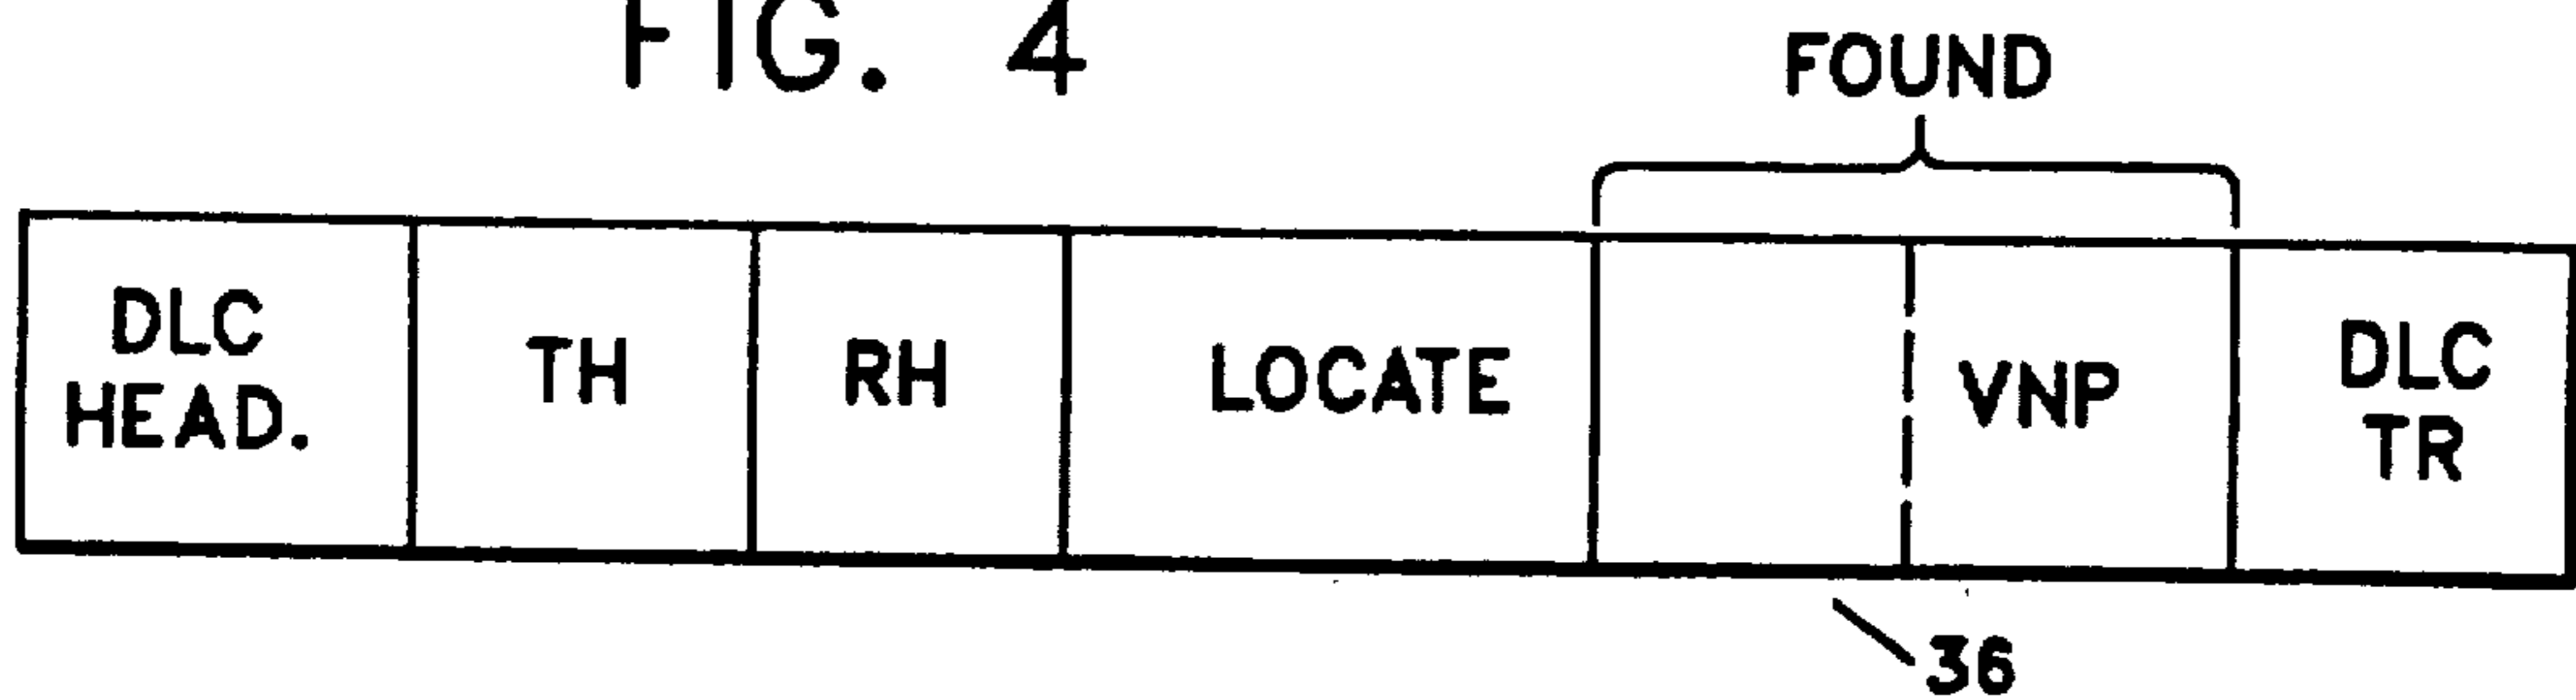 FIG. 4
FOUND
DLC
HEAD.
TH
RH
LOCATE
VNP
DLC
TR
36